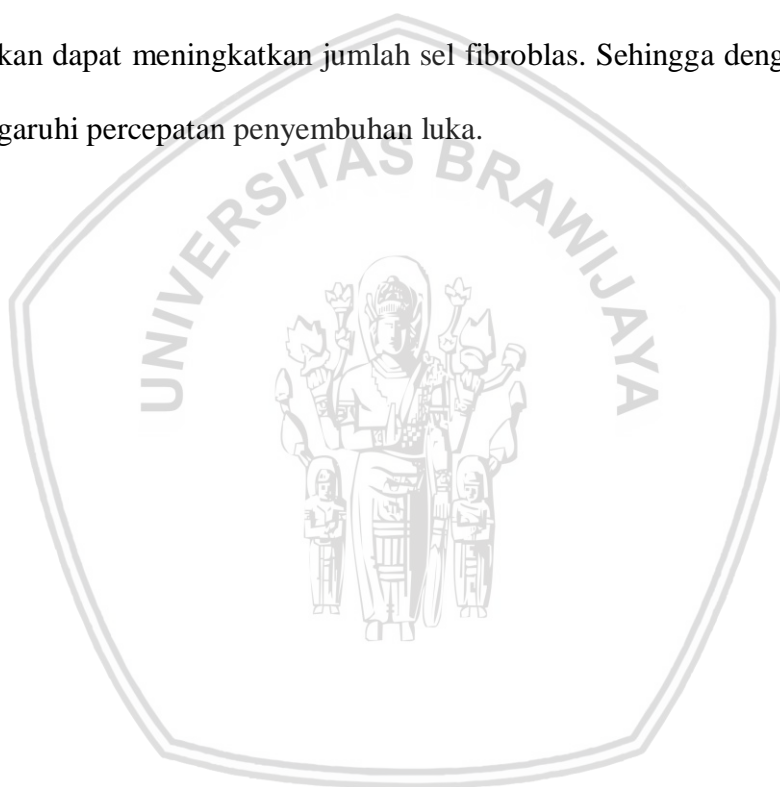 kan dapat meningkatkan jumlah sel fibroblas. Sehingga deng
garuhi percepatan penyembuhan luka.
UNIVERSITAS BRAWIJAYA